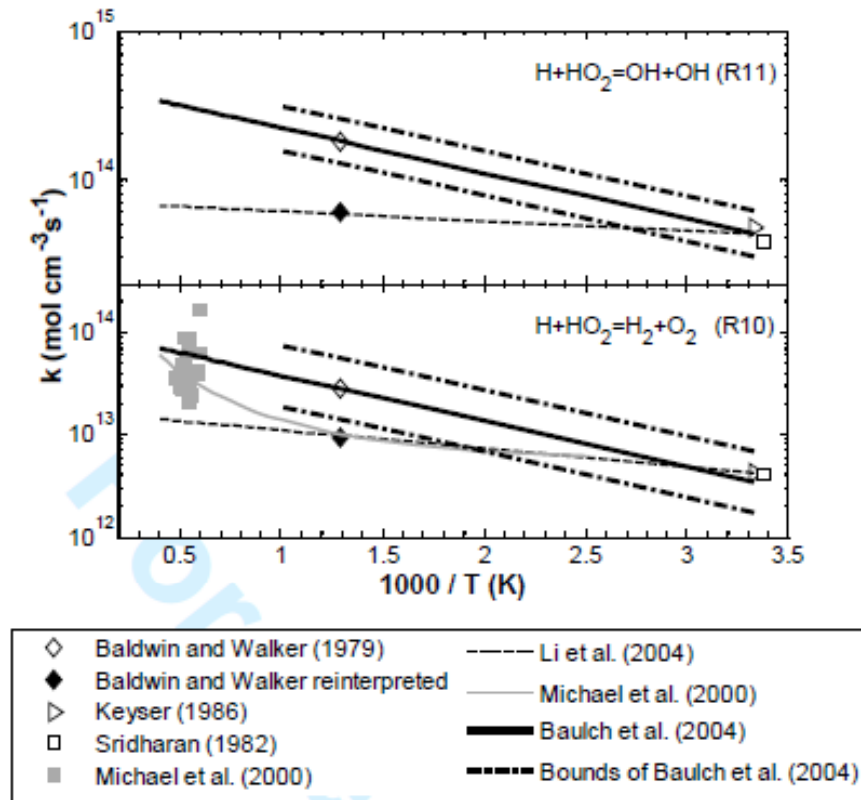 10^15
H+HO₂=OH+OH (R11)
10^14
k (mol cm⁻³s⁻¹)
10^14
H+HO₂=H₂+O₂ (R10)
10^13
10^12
0.5 1 1.5 2 2.5 3 3.5
1000 / T (K)
Baldwin and Walker (1979)
Baldwin and Walker reinterpreted
Keyser (1986)
Sridharan (1982)
Michael et al. (2000)
Li et al. (2004)
Michael et al. (2000)
Baulch et al. (2004)
Bounds of Baulch et al. (2004)